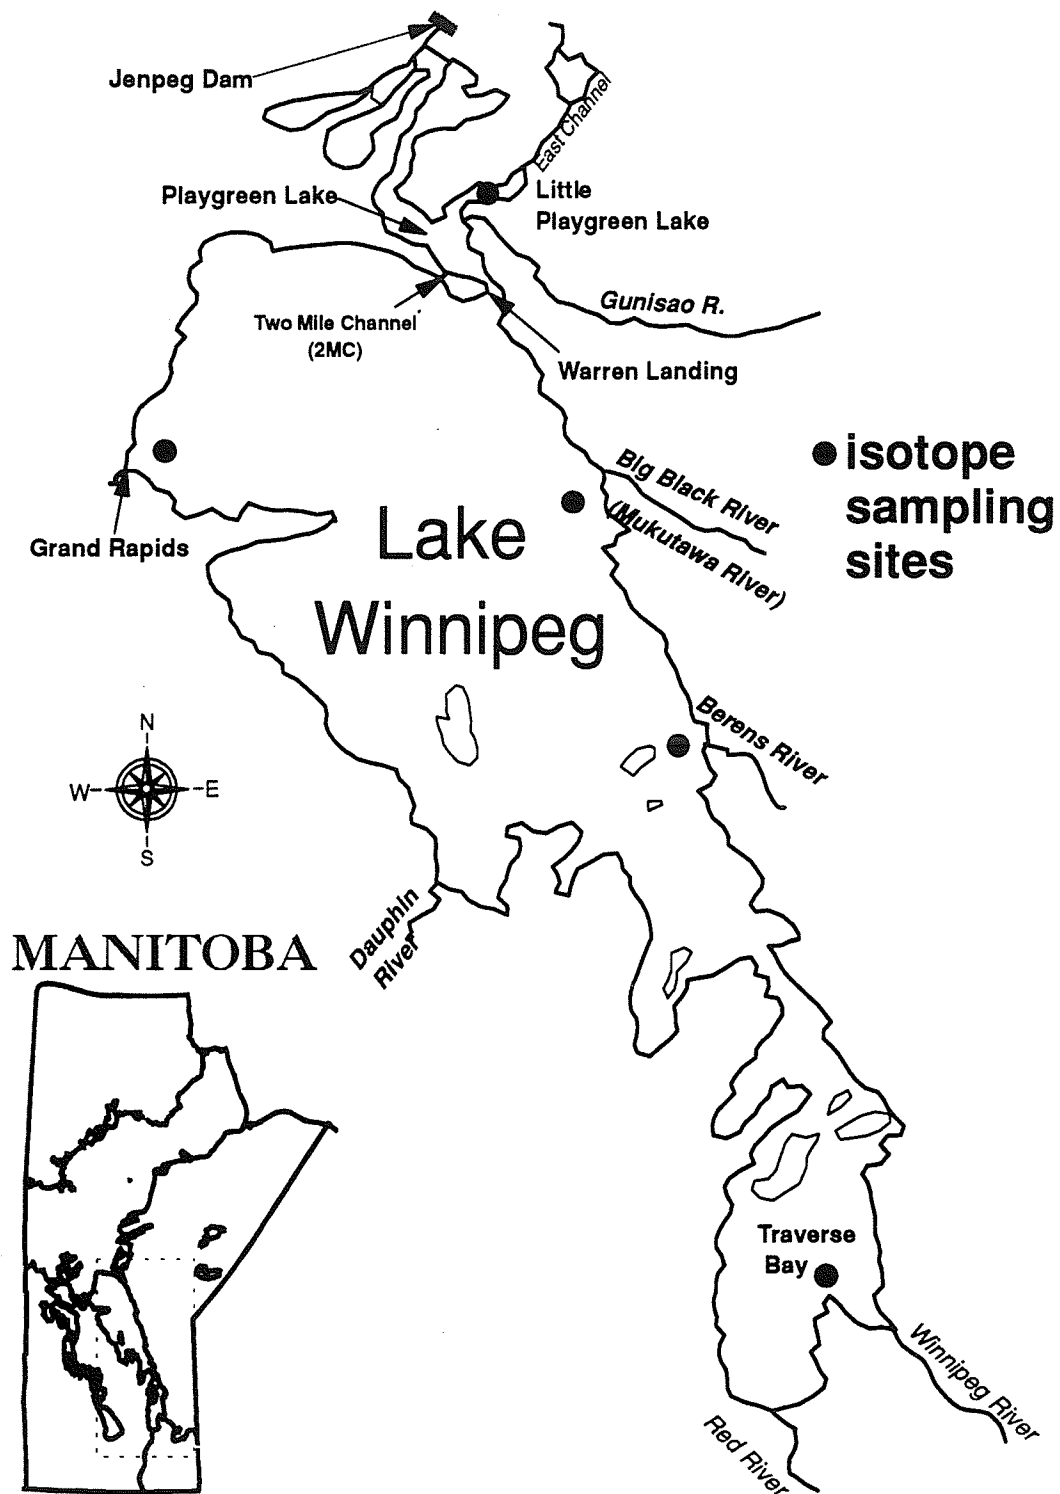 Jenpeg Dam
East Channel
Playgreen Lake
Little
Playgreen Lake
Gunisao R.
Two Mile Channel
(2MC)
Warren Landing
Big Black River
(Mukutawa River)
isotope
sampling
sites
Grand Rapids
Lake
Winnipeg
Berens River
N
W
E
S
Dauphin
River
MANITOBA
Traverse
Bay
Winnipeg River
Red River